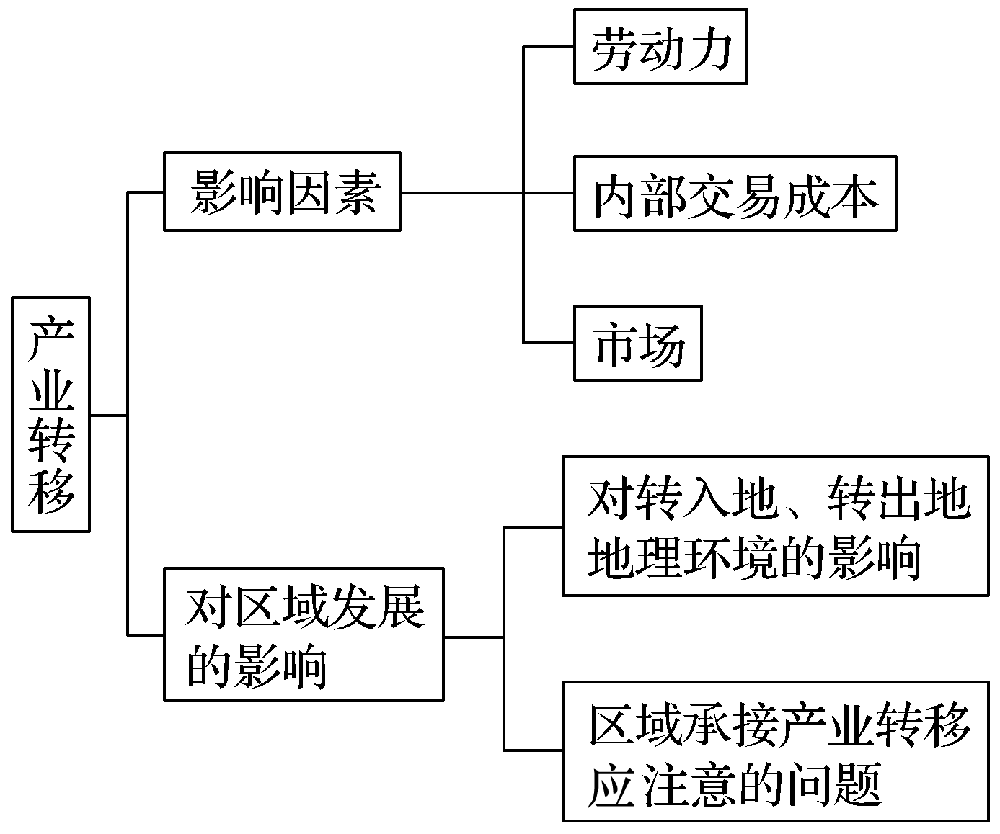 产业转移
影响因素
劳动力
内部交易成本
市场
对区域发展
的影响
对转入地、转出地
地理环境的影响
区域承接产业转移
应注意的问题